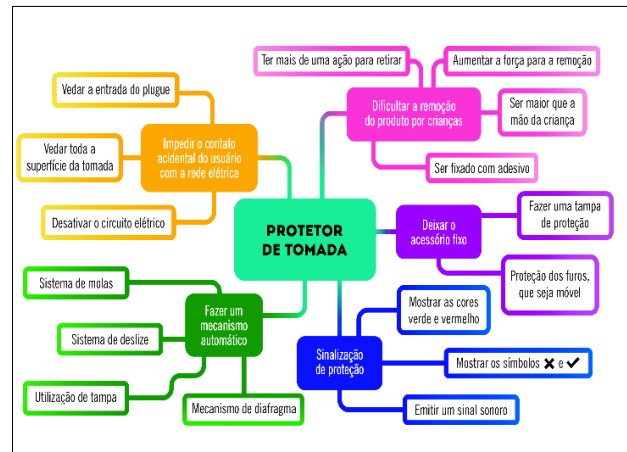 PROTETOR
DE TOMADA
Impedir o contato
acidental do usuário
com a rede elétrica
Vedar a entrada do plugue
Vedar toda a
superfície da tomada
Desativar o circuito elétrico
Dificultar a remoção
do produto por crianças
Ter mais de uma ação para retirar
Aumentar a força para a remoção
Ser maior que a
mão da criança
Ser fixado com adesivo
Deixar o
acessório fixo
Fazer uma tampa
de proteção
Proteção dos furos,
que seja móvel
Sinalização
de proteção
Mostrar as cores
verde e vermelho
Mostrar os símbolos ✖ e ✔
Emitir um sinal sonoro
Fazer um
mecanismo
automático
Sistema de molas
Sistema de deslize
Utilização de tampa
Mecanismo de diafragma